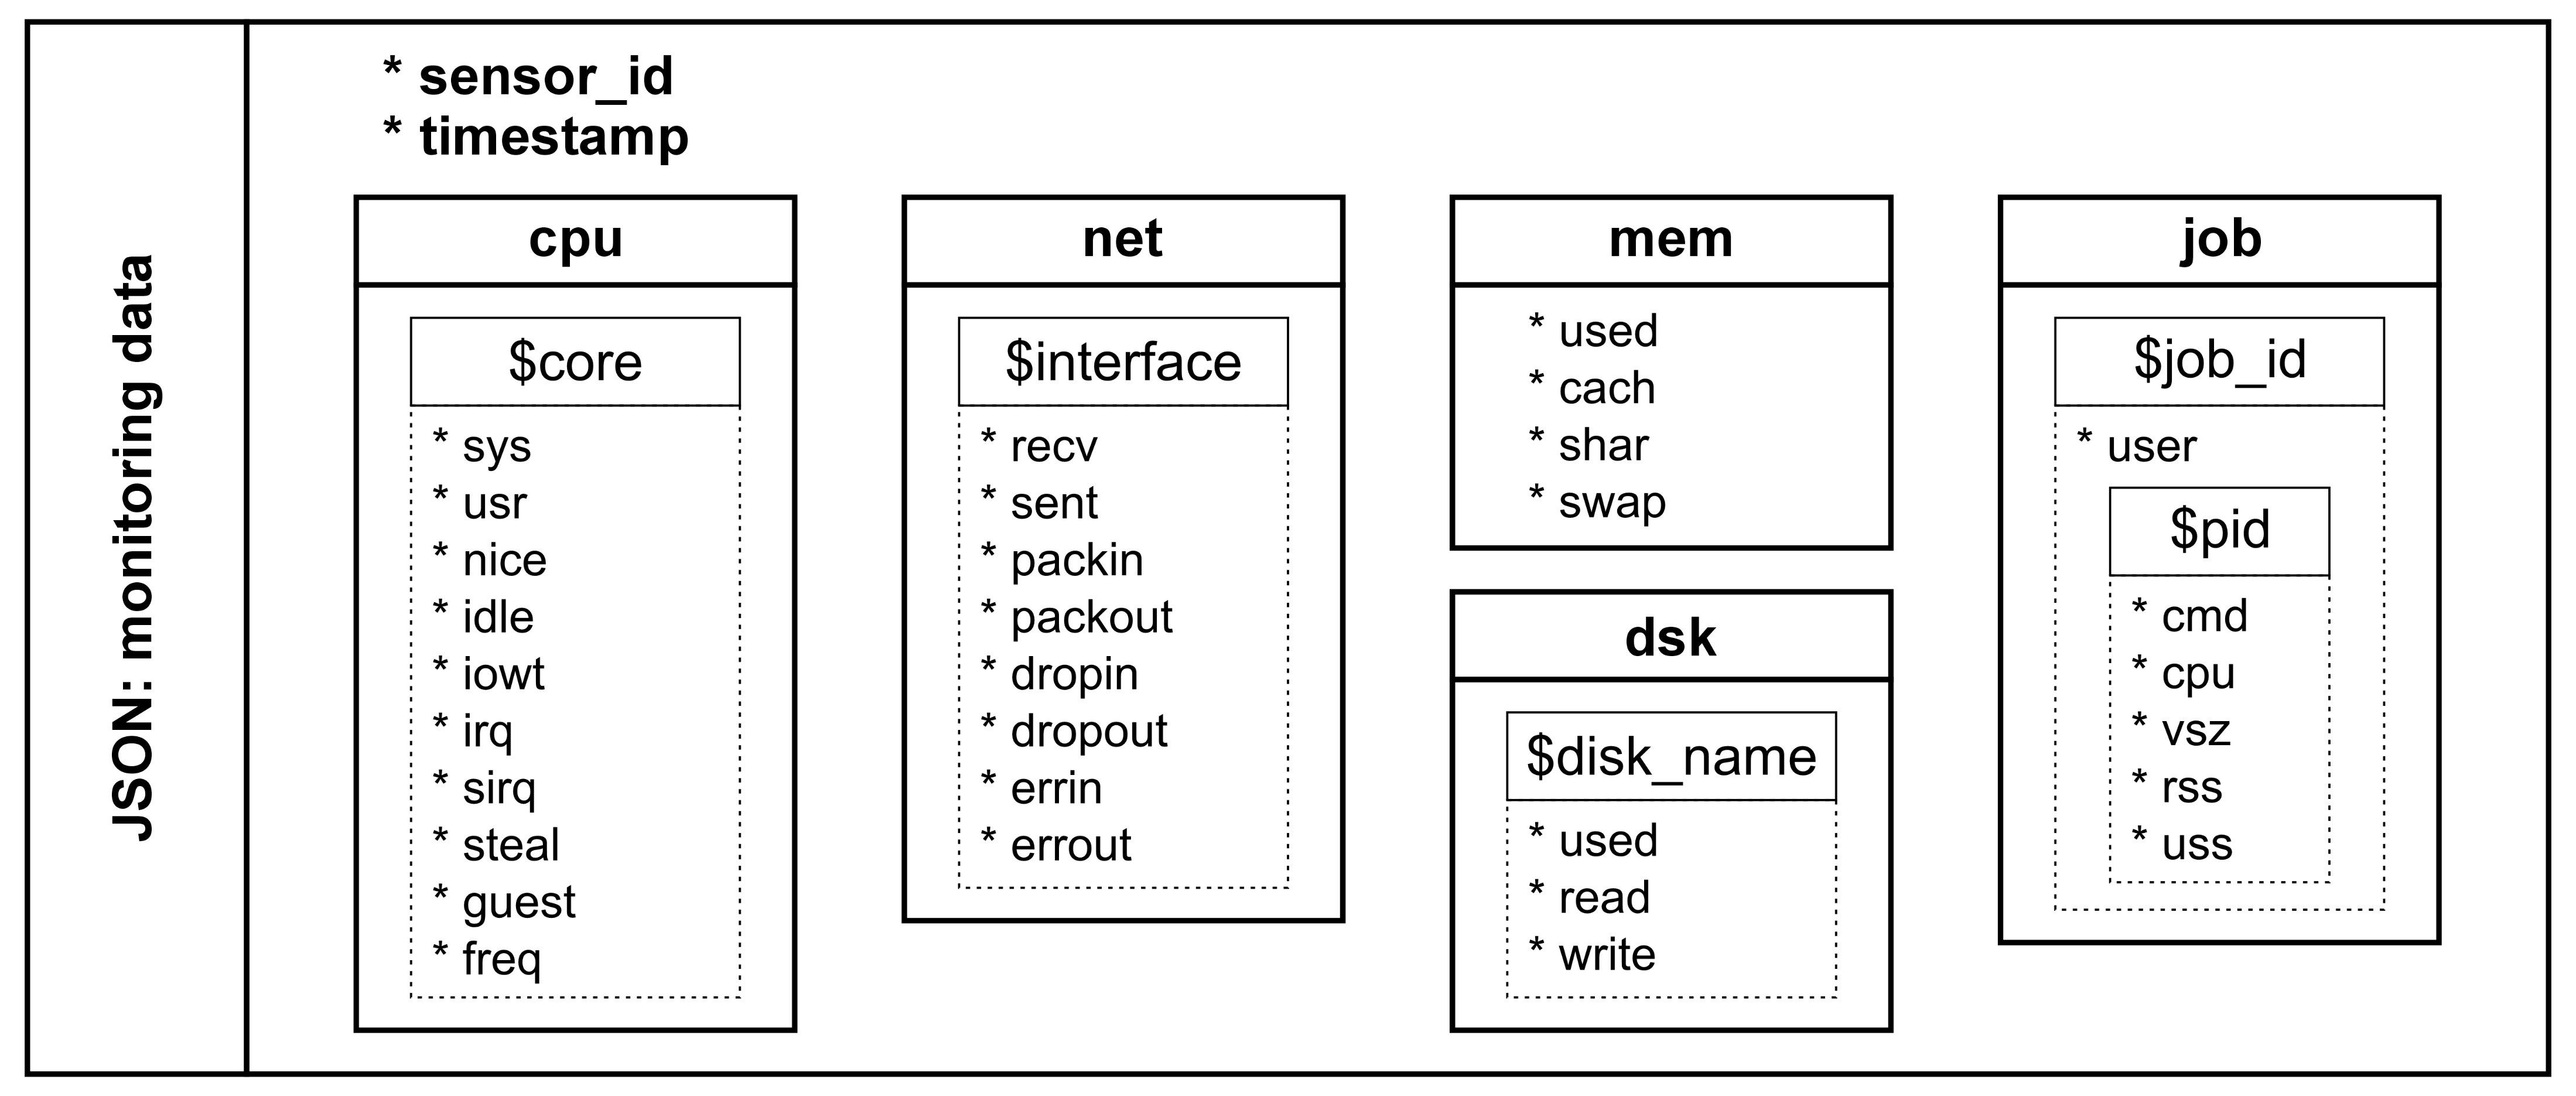 JSON: monitoring data
* sensor_id
* timestamp
cpu
$core
* sys
* usr
* nice
* idle
* iowt
* irq
* sirq
* steal
* guest
* freq
net
$interface
* recv
* sent
* packin
* packout
* dropin
* dropout
* errin
* errout
mem
* used
* cach
* shar
* swap
dsk
$disk_name
* used
* read
* write
job
$job_id
* user
$pid
* cmd
* cpu
* vsz
* rss
* uss